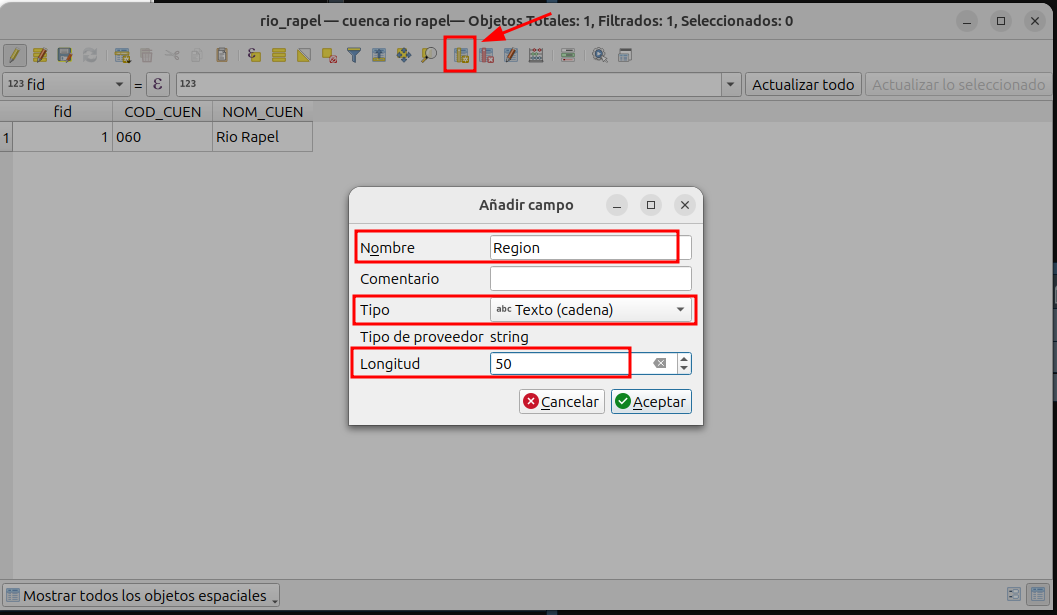 rio_rapel — cuenca rio rapel— Objetos Totales: 1, Filtrados: 1, Seleccionados: 0
123 fid = ε 123 Actualizar todo Actualizar lo seleccionado
fid COD_CUEN NOM_CUEN
1 1 060 Rio Rapel
Añadir campo
Nombre Region
Comentario
Tipo abc Texto (cadena)
Tipo de proveedor string
Longitud 50
Cancelar Aceptar
Mostrar todos los objetos espaciales